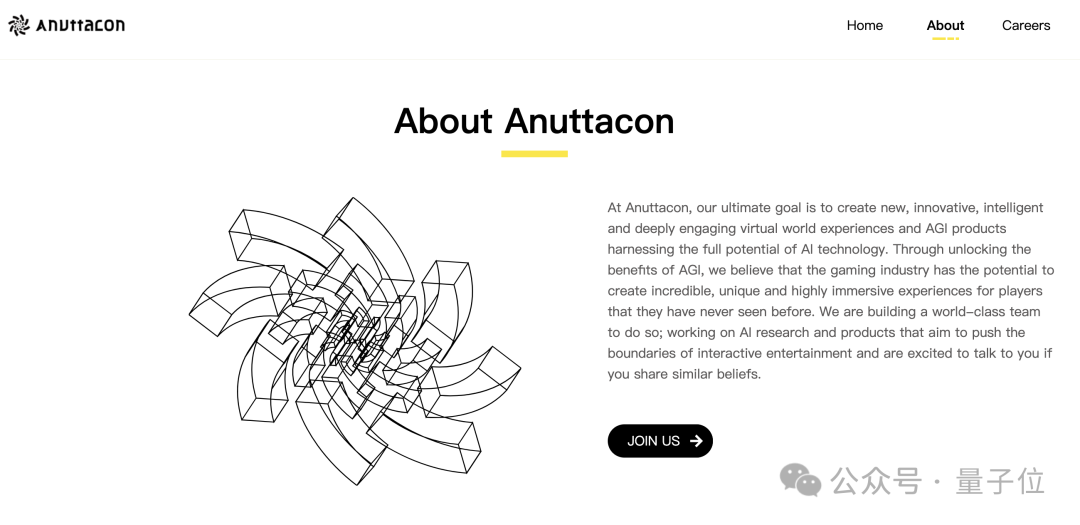 Anuttacon
Home
About
Careers
About Anuttacon
At Anuttacon, our ultimate goal is to create new, innovative, intelligent
and deeply engaging virtual world experiences and AGI products
harnessing the full potential of AI technology. Through unlocking the
benefits of AGI, we believe that the gaming industry has the potential to
create incredible, unique and highly immersive experiences for players
that they have never seen before. We are building a world-class team
to do so; working on AI research and products that aim to push the
boundaries of interactive entertainment and are excited to talk to you if
you share similar beliefs.
JOIN US
公众号 · 量子位